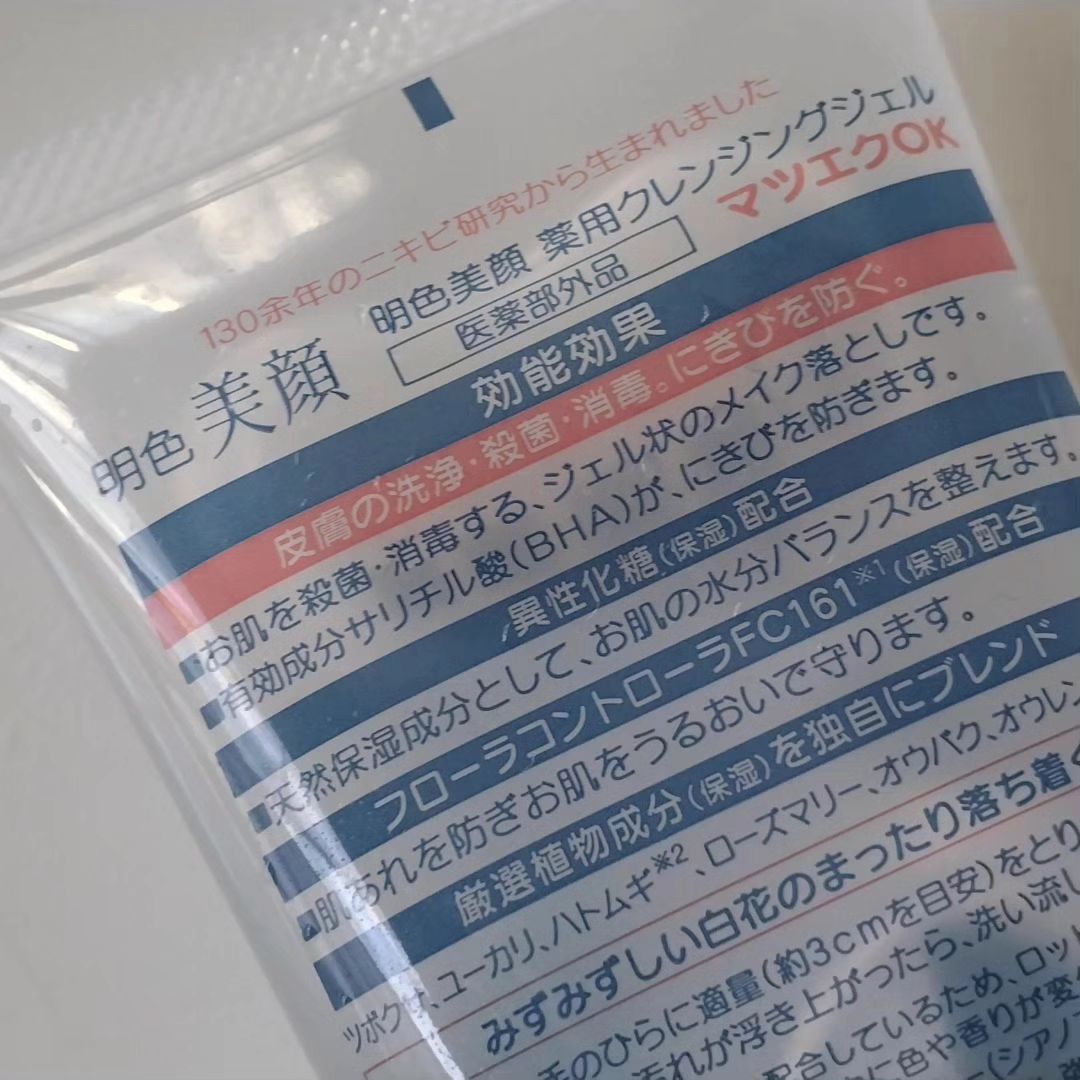 130余年のニキビ研究から生まれました
明色 美顔
明色美顔 薬用クレンジングジェル
医薬部外品
マツエクOK
効能効果
皮膚の洗浄・殺菌・消毒。にきびを防ぐ。
お肌を殺菌・消毒する、ジェル状のメイク落としです。
有効成分サリチル酸(BHA)が、にきびを防ぎます。
異性化糖(保湿)配合
天然保湿成分として、お肌の水分バランスを整えます。
フローラコントローラFC161※1(保湿)配合
肌あれを防ぎお肌をうるおいで守ります。
厳選植物成分(保湿)を独自にブレンド
ツボクサ、ユーカリ、ハトムギ※2、ローズマリー、オウバク、オウレン
みずみずしい白花のまったり落ち着く
手のひらに適量(約3cmを目安)をとり
汚れが浮き上がったら、洗い流し
配合しているため、ロット
に色や香りが変
(シアノア